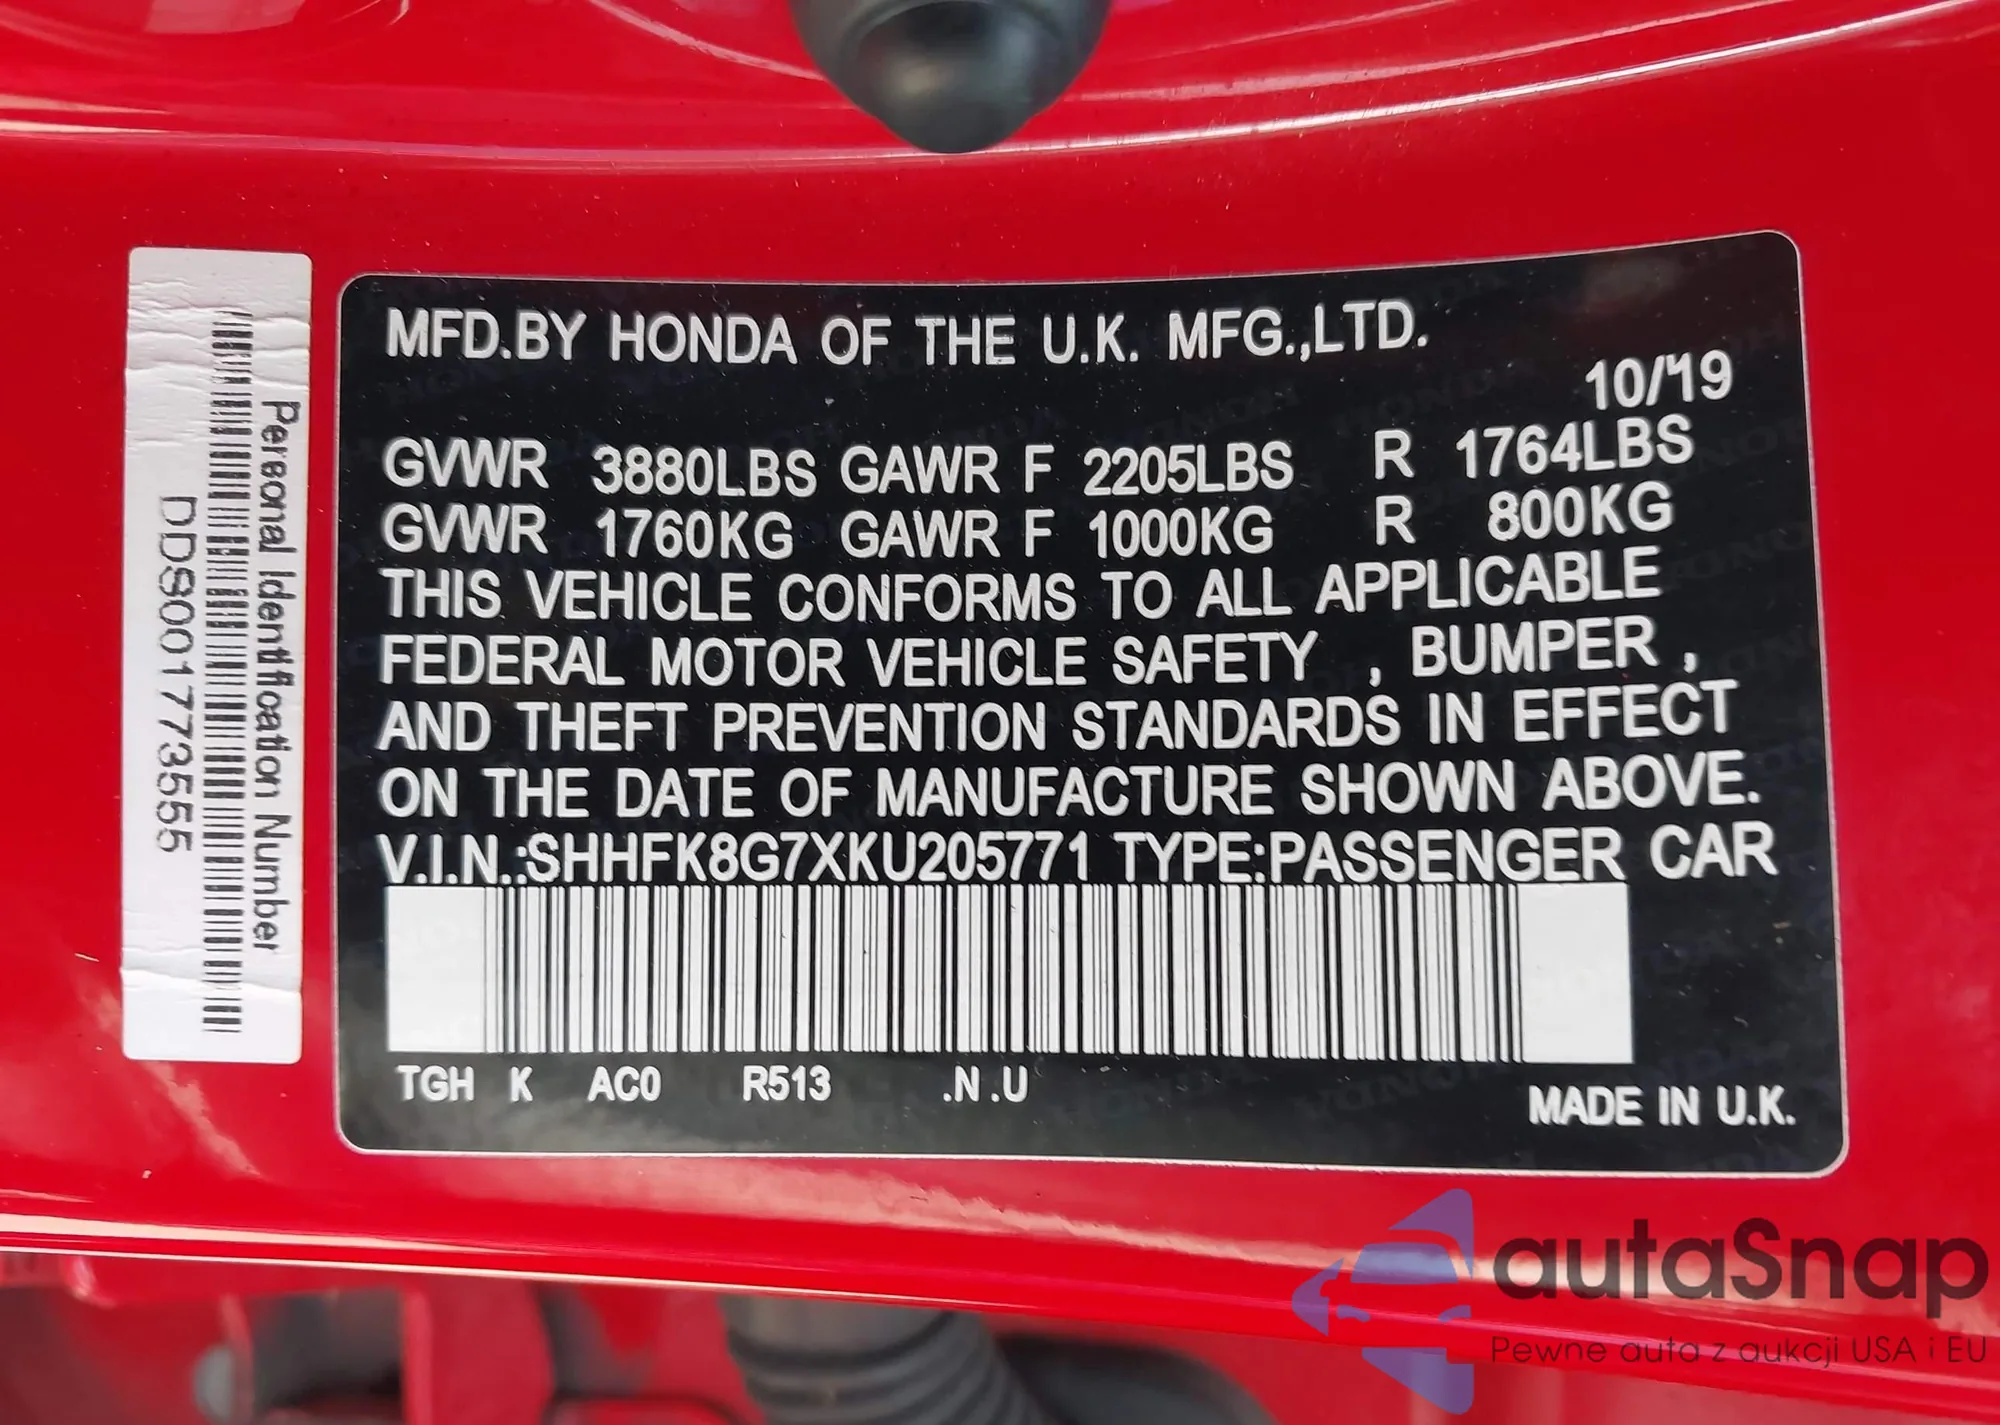 Personal Identification Number
DDS00177355​5
MFD.BY HONDA OF THE U.K. MFG.,LTD.
10/'19
GVWR 3880LBS GAWR F 2205LBS R 1764LBS
GVWR 1760KG GAWR F 1000KG R 800KG
THIS VEHICLE CONFORMS TO ALL APPLICABLE
FEDERAL MOTOR VEHICLE SAFETY , BUMPER ,
AND THEFT PREVENTION STANDARDS IN EFFECT
ON THE DATE OF MANUFACTURE SHOWN ABOVE.
V.I.N.:SHHFK8G7XKU205771 TYPE:PASSENGER CAR
TGH K AC0 R513 .N.U
MADE IN U.K.
autaSnap
Pewne auta z aukcji USA i EU